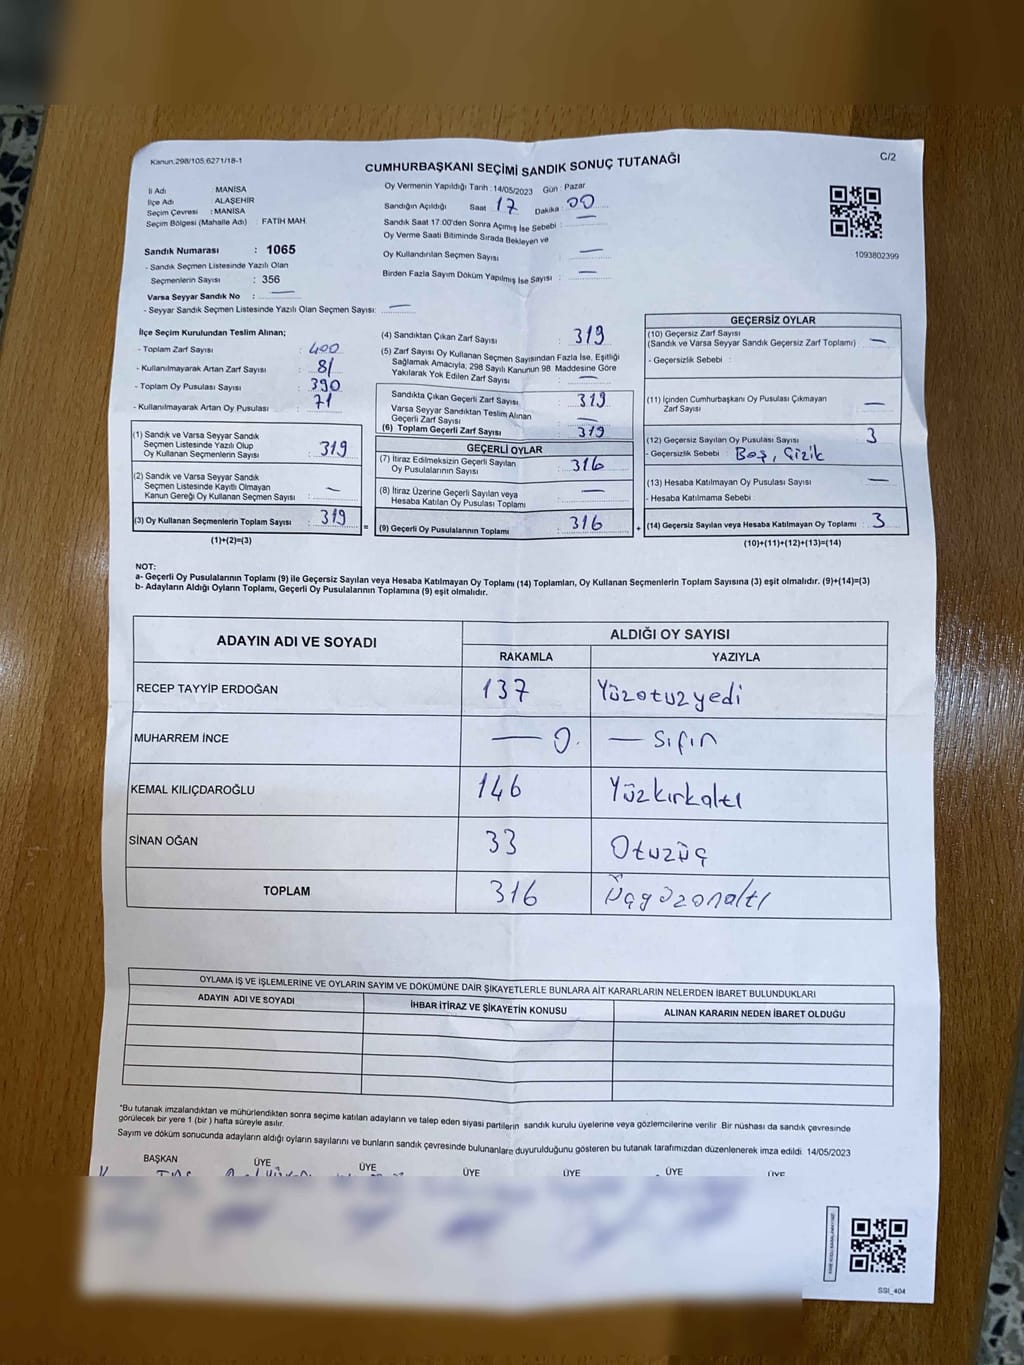 Kanun.298/105,6271/18-1
CUMHURBAŞKANI SEÇİMİ SANDIK SONUÇ TUTANAĞI
C/2
İl Adı : MANİSA
İlçe Adı : ALAŞEHİR
Seçim Çevresi : MANİSA
Seçim Bölgesi (Mahalle Adı) : FATİH MAH.
Oy Vermenin Yapıldığı Tarih : 14/05/2023 Gün : Pazar
Sandığın Açıldığı Saat 17 Dakika : 00
Sandık Saat 17:00'den Sonra Açımış İse Sebebi : —
Oy Verme Saati Bitiminde Sırada Bekleyen ve
Oy Kullandırılan Seçmen Sayısı : —
Birden Fazla Sayım Döküm Yapılmış İse Sayısı : —
1093802399
Sandık Numarası : 1065
- Sandık Seçmen Listesinde Yazılı Olan
Seçmenlerin Sayısı : 356
Varsa Seyyar Sandık No : —
- Seyyar Sandık Seçmen Listesinde Yazılı Olan Seçmen Sayısı: —
İlçe Seçim Kurulundan Teslim Alınan;
- Toplam Zarf Sayısı : 400
- Kullanılmayarak Artan Zarf Sayısı : 81
- Toplam Oy Pusulası Sayısı : 390
- Kullanılmayarak Artan Oy Pusulası : 71
(1) Sandık ve Varsa Seyyar Sandık
Seçmen Listesinde Yazılı Olup
Oy Kullanan Seçmenlerin Sayısı : 319
(2) Sandık ve Varsa Seyyar Sandık
Seçmen Listesinde Kayıtlı Olmayan
Kanun Gereği Oy Kullanan Seçmen Sayısı : —
(3) Oy Kullanan Seçmenlerin Toplam Sayısı : 319
(1)+(2)=(3)
=
(4) Sandıktan Çıkan Zarf Sayısı : 319
(5) Zarf Sayısı Oy Kullanan Seçmen Sayısından Fazla İse, Eşitliği
Sağlamak Amacıyla, 298 Sayılı Kanunun 98. Maddesine Göre
Yakılarak Yok Edilen Zarf Sayısı : —
Sandıkta Çıkan Geçerli Zarf Sayısı : 319
Varsa Seyyar Sandıktan Teslim Alınan
Geçerli Zarf Sayısı : —
(6) Toplam Geçerli Zarf Sayısı : 319
GEÇERLİ OYLAR
(7) İtiraz Edilmeksizin Geçerli Sayılan
Oy Pusulalarının Sayısı : 316
(8) İtiraz Üzerine Geçerli Sayılan veya
Hesaba Katılan Oy Pusulası Toplamı : —
(9) Geçerli Oy Pusulalarının Toplamı : 316
+
GEÇERSİZ OYLAR
(10) Geçersiz Zarf Sayısı
(Sandık ve Varsa Seyyar Sandık Geçersiz Zarf Toplamı) : —
- Geçersizlik Sebebi :
(11) İçinden Cumhurbaşkanı Oy Pusulası Çıkmayan
Zarf Sayısı : —
(12) Geçersiz Sayılan Oy Pusulası Sayısı : 3
- Geçersizlik Sebebi : Boş, Çizik
(13) Hesaba Katılmayan Oy Pusulası Sayısı : —
- Hesaba Katılmama Sebebi :
(14) Geçersiz Sayılan veya Hesaba Katılmayan Oy Toplamı : 3
(10)+(11)+(12)+(13)=(14)
NOT:
a- Geçerli Oy Pusulalarının Toplamı (9) ile Geçersiz Sayılan veya Hesaba Katılmayan Oy Toplamı (14) Toplamları, Oy Kullanan Seçmenlerin Toplam Sayısına (3) eşit olmalıdır. (9)+(14)=(3)
b- Adayların Aldığı Oyların Toplamı, Geçerli Oy Pusulalarının Toplamına (9) eşit olmalıdır.
ADAYIN ADI VE SOYADI
ALDIĞI OY SAYISI
RAKAMLA YAZIYLA
RECEP TAYYİP ERDOĞAN 137 Yüzotuzyedi
MUHARREM İNCE — 0. — Sıfır
KEMAL KILIÇDAROĞLU 146 Yüzkırkaltı
SİNAN OĞAN 33 Otuzüç
TOPLAM 316 Üçyüzonaltı
OYLAMA İŞ VE İŞLEMLERİNE VE OYLARIN SAYIM VE DÖKÜMÜNE DAİR ŞİKAYETLERLE BUNLARA AİT KARARLARIN NELERDEN İBARET BULUNDUKLARI
ADAYIN ADI VE SOYADI İHBAR İTİRAZ VE ŞİKAYETİN KONUSU ALINAN KARARIN NEDEN İBARET OLDUĞU
*Bu tutanak imzalandıktan ve mühürlendikten sonra seçime katılan adayların ve talep eden siyasi partilerin sandık kurulu üyelerine veya gözlemcilerine verilir. Bir nüshası da sandık çevresinde
görülecek bir yere 1 (bir) hafta süreyle asılır.
Sayım ve döküm sonucunda adayların aldığı oyların sayılarını ve bunların sandık çevresinde bulunanlara duyurulduğunu gösteren bu tutanak tarafımızdan düzenlenerek imza edildi. 14/05/2023
BAŞKAN ÜYE ÜYE ÜYE ÜYE ÜYE ÜYE
SSI_404